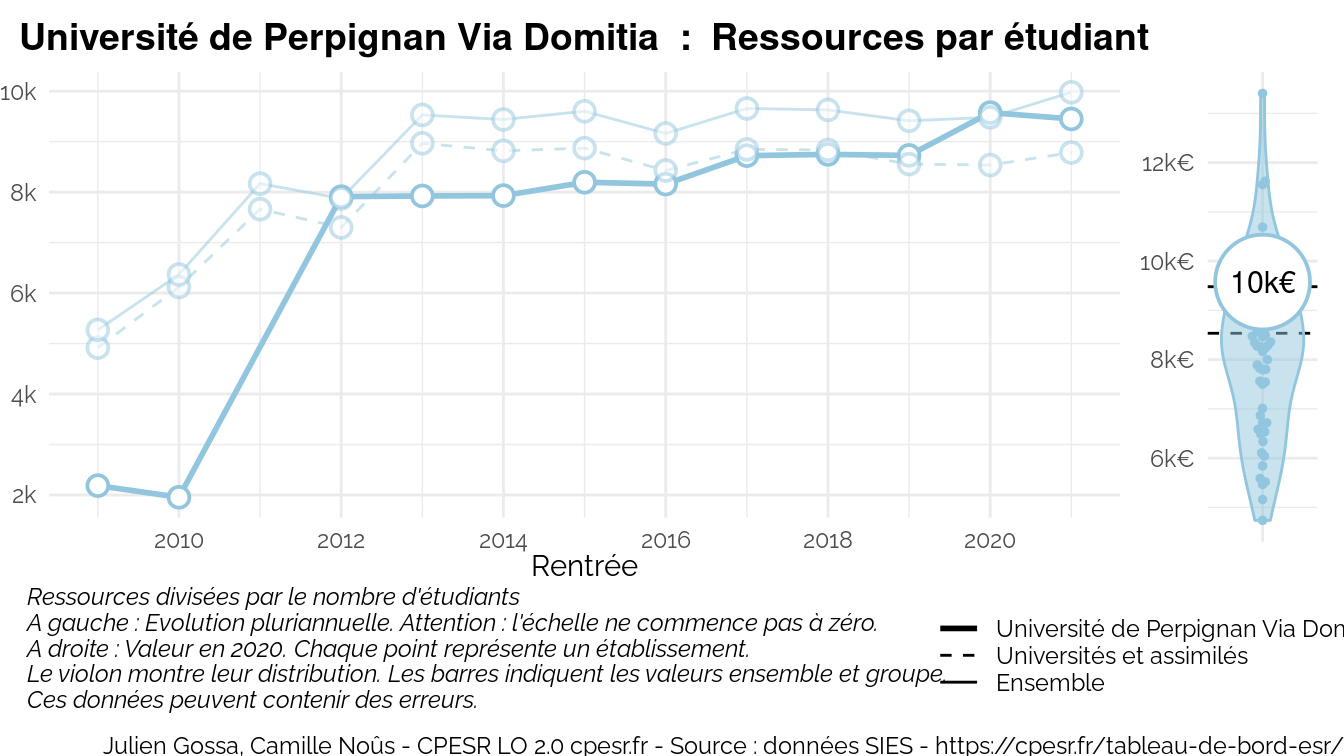 Université de Perpignan Via Domitia : Ressources par étudiant
10k
8k
6k
4k
2k
2010 2012 2014 2016 2018 2020
Rentrée
12k€
10k€
8k€
6k€
10k€
Ressources divisées par le nombre d'étudiants
A gauche : Evolution pluriannuelle. Attention : l'échelle ne commence pas à zéro.
A droite : Valeur en 2020. Chaque point représente un établissement.
Le violon montre leur distribution. Les barres indiquent les valeurs ensemble et groupe.
Ces données peuvent contenir des erreurs.
Université de Perpignan Via Dom
Universités et assimilés
Ensemble
Julien Gossa, Camille Noûs - CPESR LO 2.0 cpesr.fr - Source : données SIES - https://cpesr.fr/tableau-de-bord-esr/